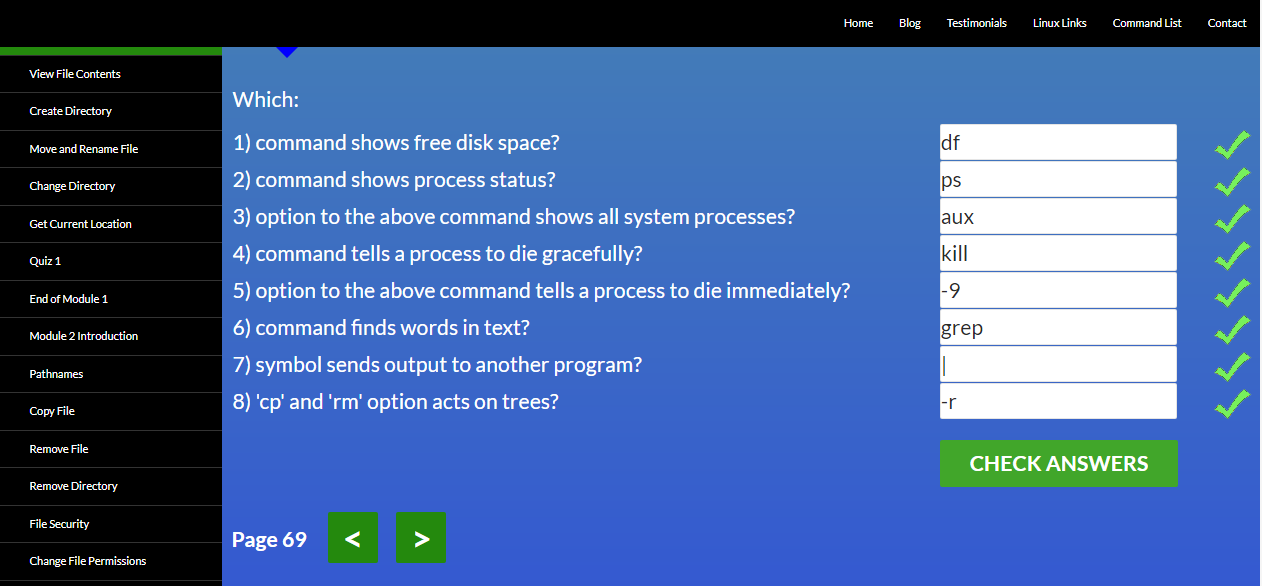 Home Blog Testimonials Linux Links Command List Contact
View File Contents
Create Directory
Move and Rename File
Change Directory
Get Current Location
Quiz 1
End of Module 1
Module 2 Introduction
Pathnames
Copy File
Remove File
Remove Directory
File Security
Change File Permissions
Which:
1) command shows free disk space? df
2) command shows process status? ps
3) option to the above command shows all system processes? aux
4) command tells a process to die gracefully? kill
5) option to the above command tells a process to die immediately? -9
6) command finds words in text? grep
7) symbol sends output to another program? |
8) 'cp' and 'rm' option acts on trees? -r
CHECK ANSWERS
Page 69 < >